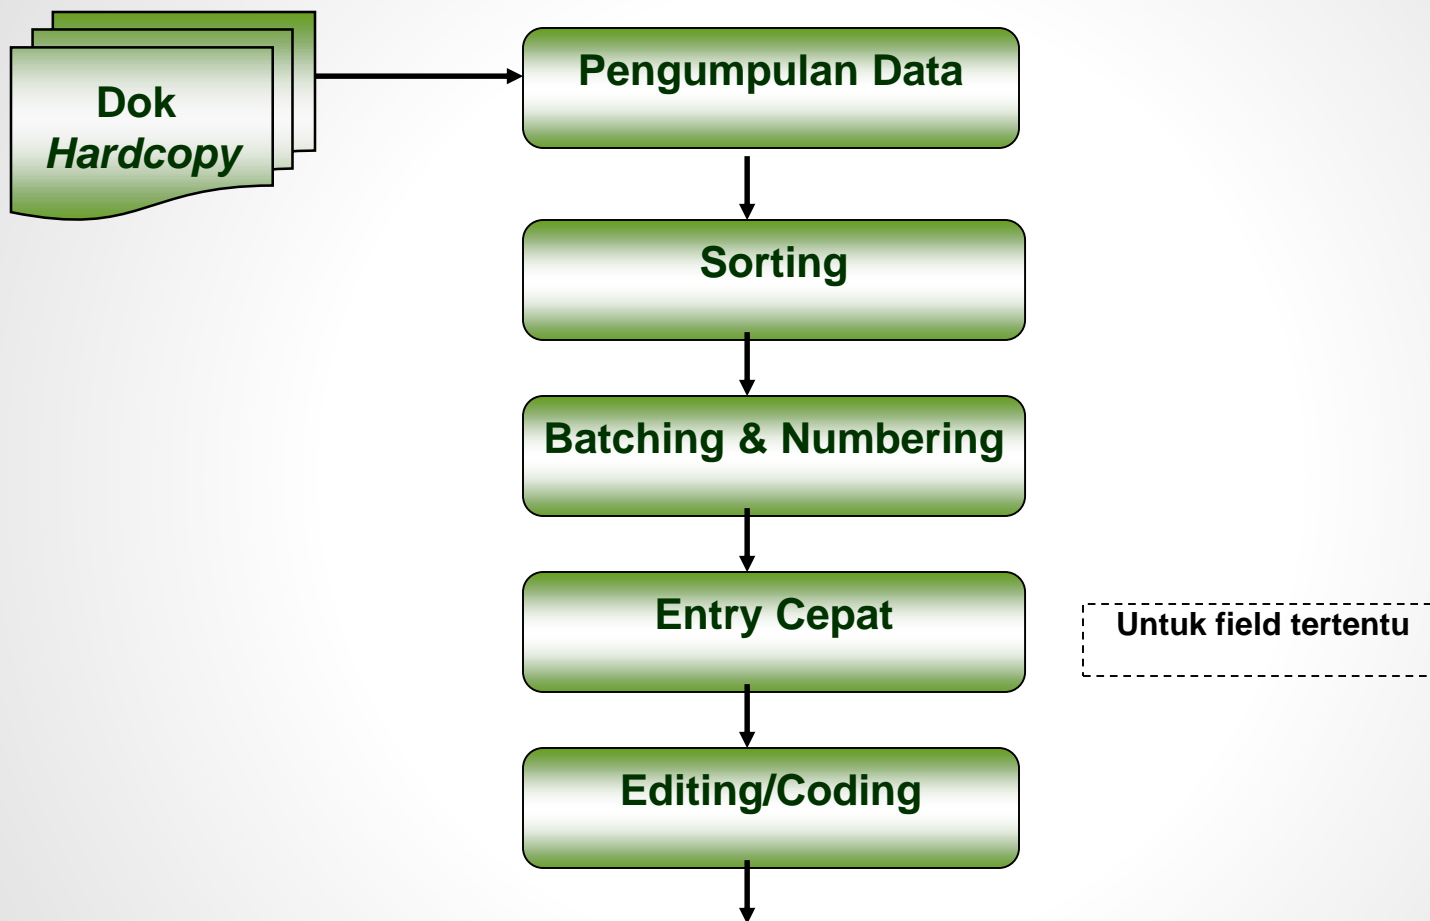 Dok
Hardcopy
Pengumpulan Data
Sorting
Batching & Numbering
Entry Cepat
Untuk field tertentu
Editing/Coding